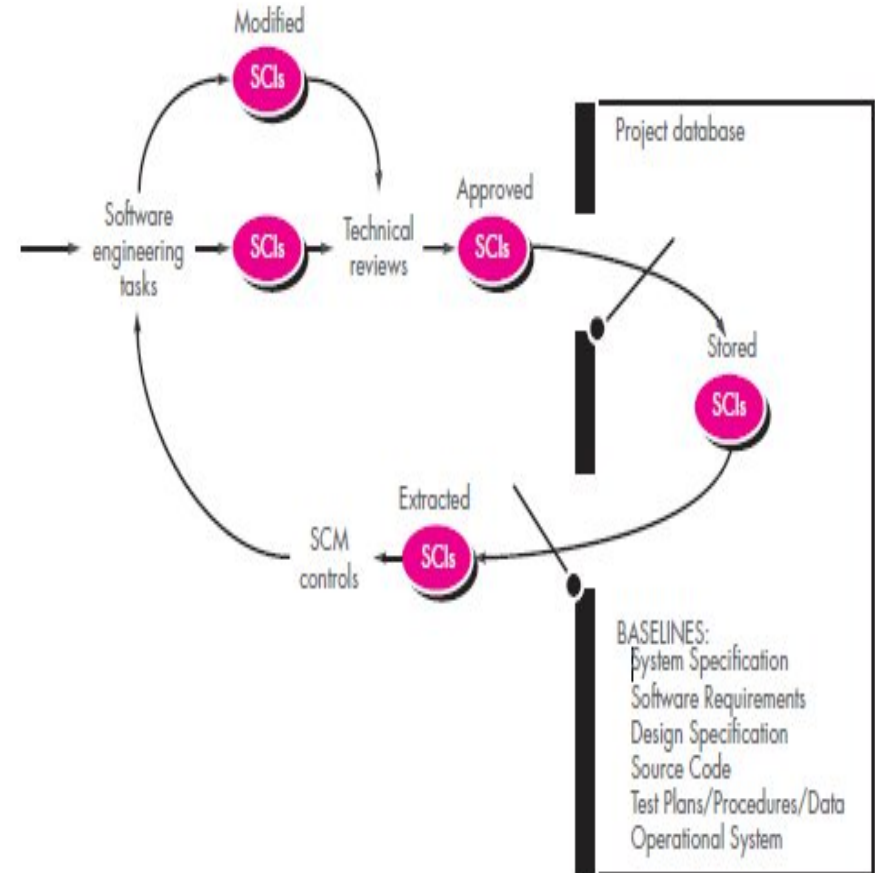 Modified
SCIs
Project database
Approved
Software
engineering
tasks
SCIs
Technical
reviews
SCIs
Stored
SCIs
Extracted
SCM
controls
SCIs
BASELINES:
System Specification
Software Requirements
Design Specification
Source Code
Test Plans/Procedures/Data
Operational System